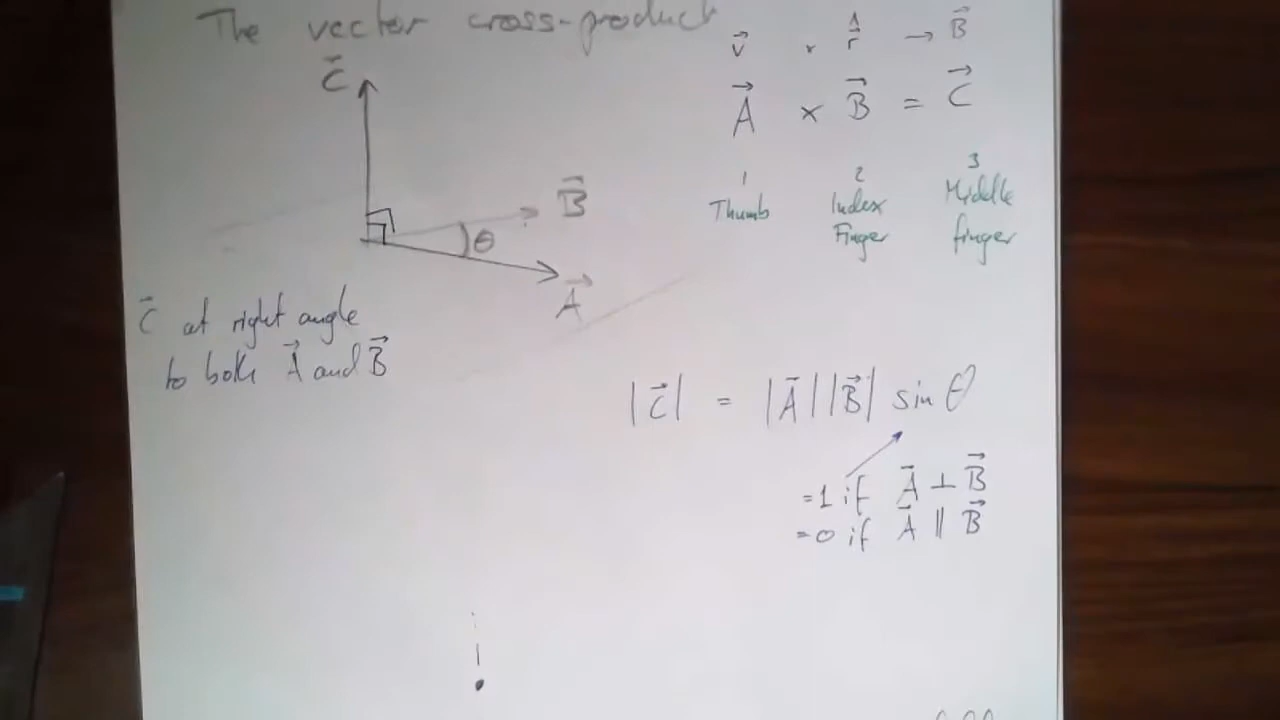 The vector cross-product
v⃗ × r̂ → B⃗
A⃗ × B⃗ = C⃗
1 2 3
Thumb Index Finger Middle finger
C⃗
B⃗
θ
A⃗
C⃗ at right angle
to both A⃗ and B⃗
|C⃗| = |A⃗||B⃗| sin θ
=1 if A⃗ ⊥ B⃗
=0 if A⃗ ∥ B⃗